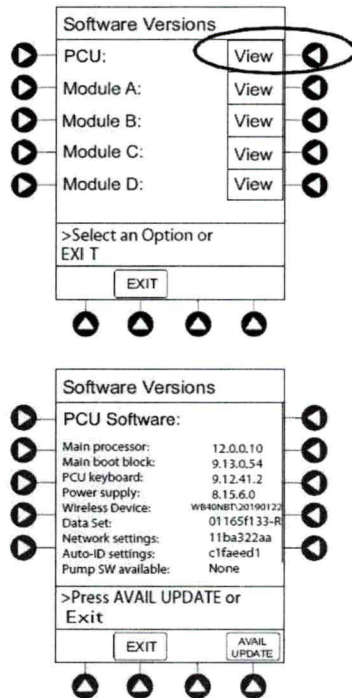 Software Versions
PCU: View
Module A: View
Module B: View
Module C: View
Module D: View
>Select an Option or
EXI T
EXIT
Software Versions
PCU Software:
Main processor: 12.0.0.10
Main boot block: 9.13.0.54
PCU keyboard: 9.12.41.2
Power supply: 8.15.6.0
Wireless Device: WB40NBT\20190122
Data Set: 01165f133-R
Network settings: 11ba322aa
Auto-ID settings: c1faeed1
Pump SW available: None
>Press AVAIL UPDATE or
Exit
EXIT
AVAIL
UPDATE